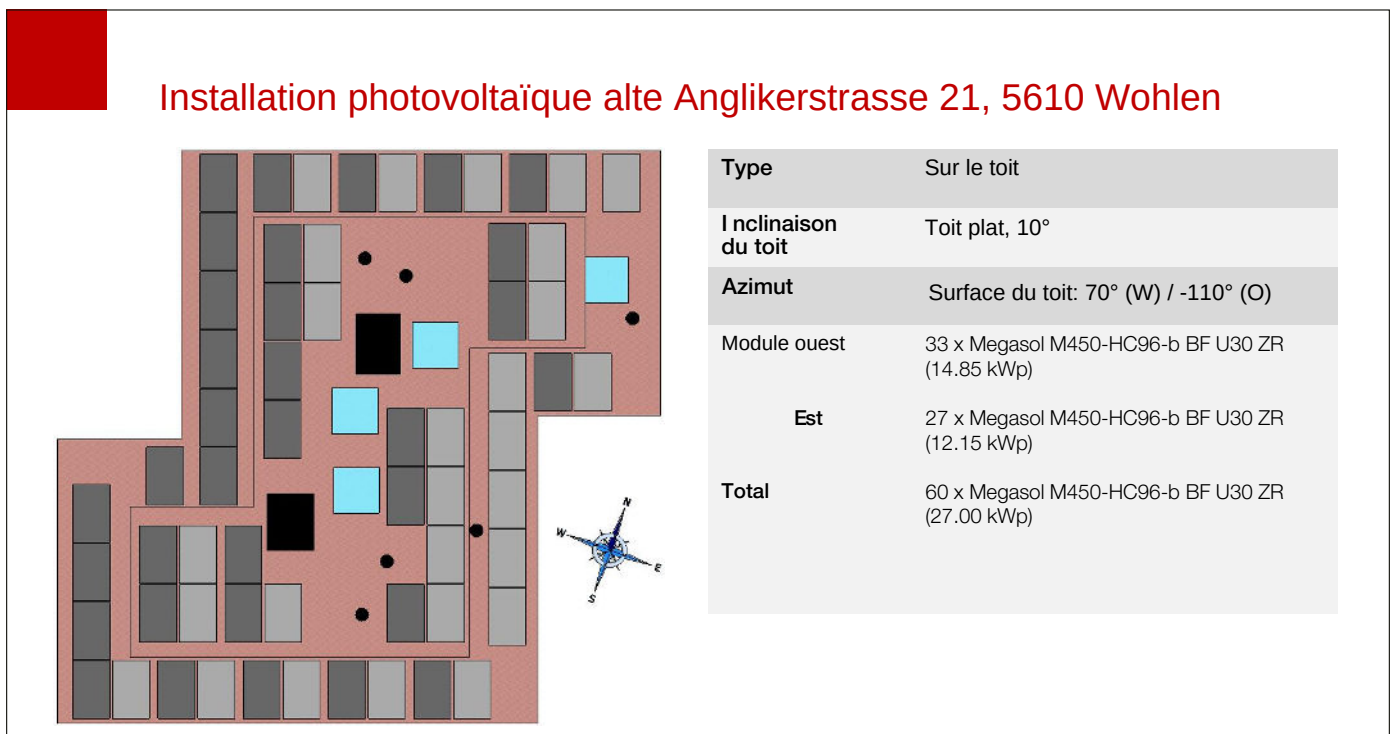 Installation photovoltaïque alte Anglikerstrasse 21, 5610 Wohlen
Type Sur le toit
I nclinaison
du toit Toit plat, 10°
Azimut Surface du toit: 70° (W) / -110° (O)
Module ouest 33 x Megasol M450-HC96-b BF U30 ZR
(14.85 kWp)
Est 27 x Megasol M450-HC96-b BF U30 ZR
(12.15 kWp)
Total 60 x Megasol M450-HC96-b BF U30 ZR
(27.00 kWp)
N
W
E
S